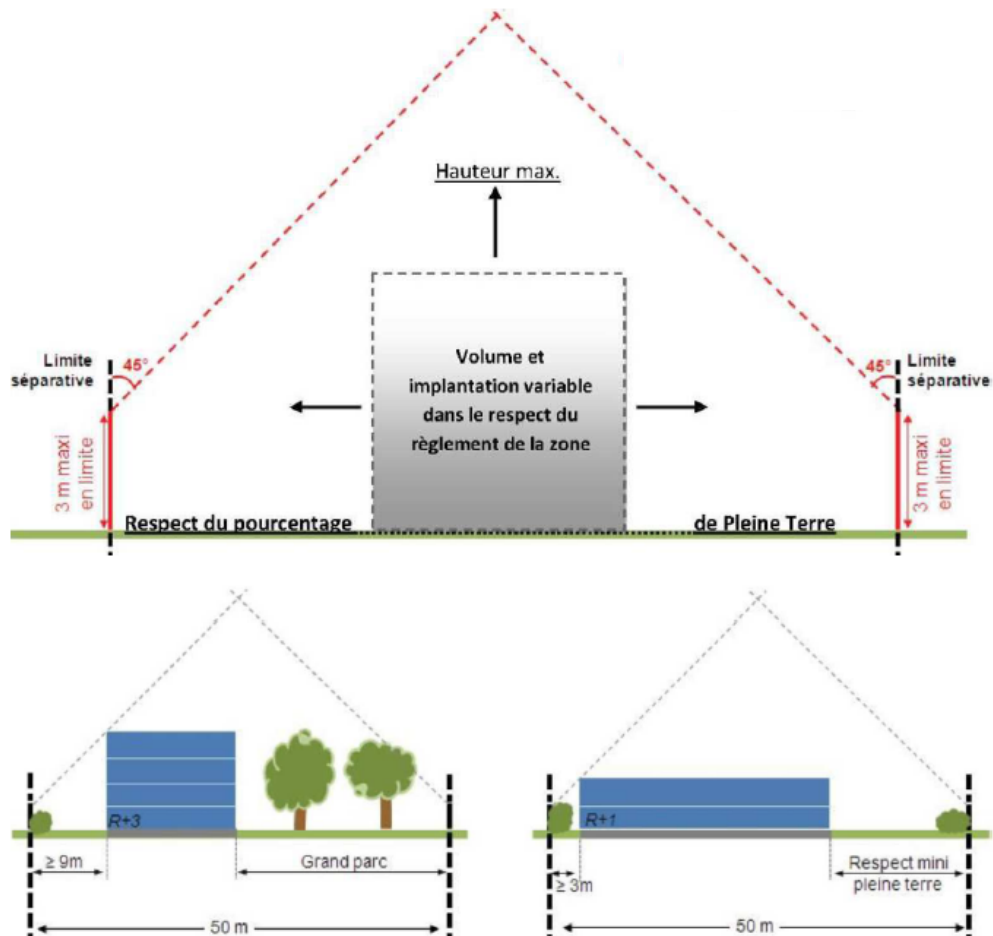 Hauteur max.
Limite
séparative
45°
45°
Limite
séparative
Volume et
implantation variable
dans le respect du
règlement de la zone
3 m maxi
en limite
3 m maxi
en limite
Respect du pourcentage
de Pleine Terre
R+3
R+1
≥ 9m
Grand parc
≥ 3m
Respect mini
pleine terre
50 m
50 m